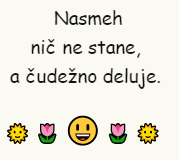 Nasmeh
nič ne stane,
a čudežno deluje.